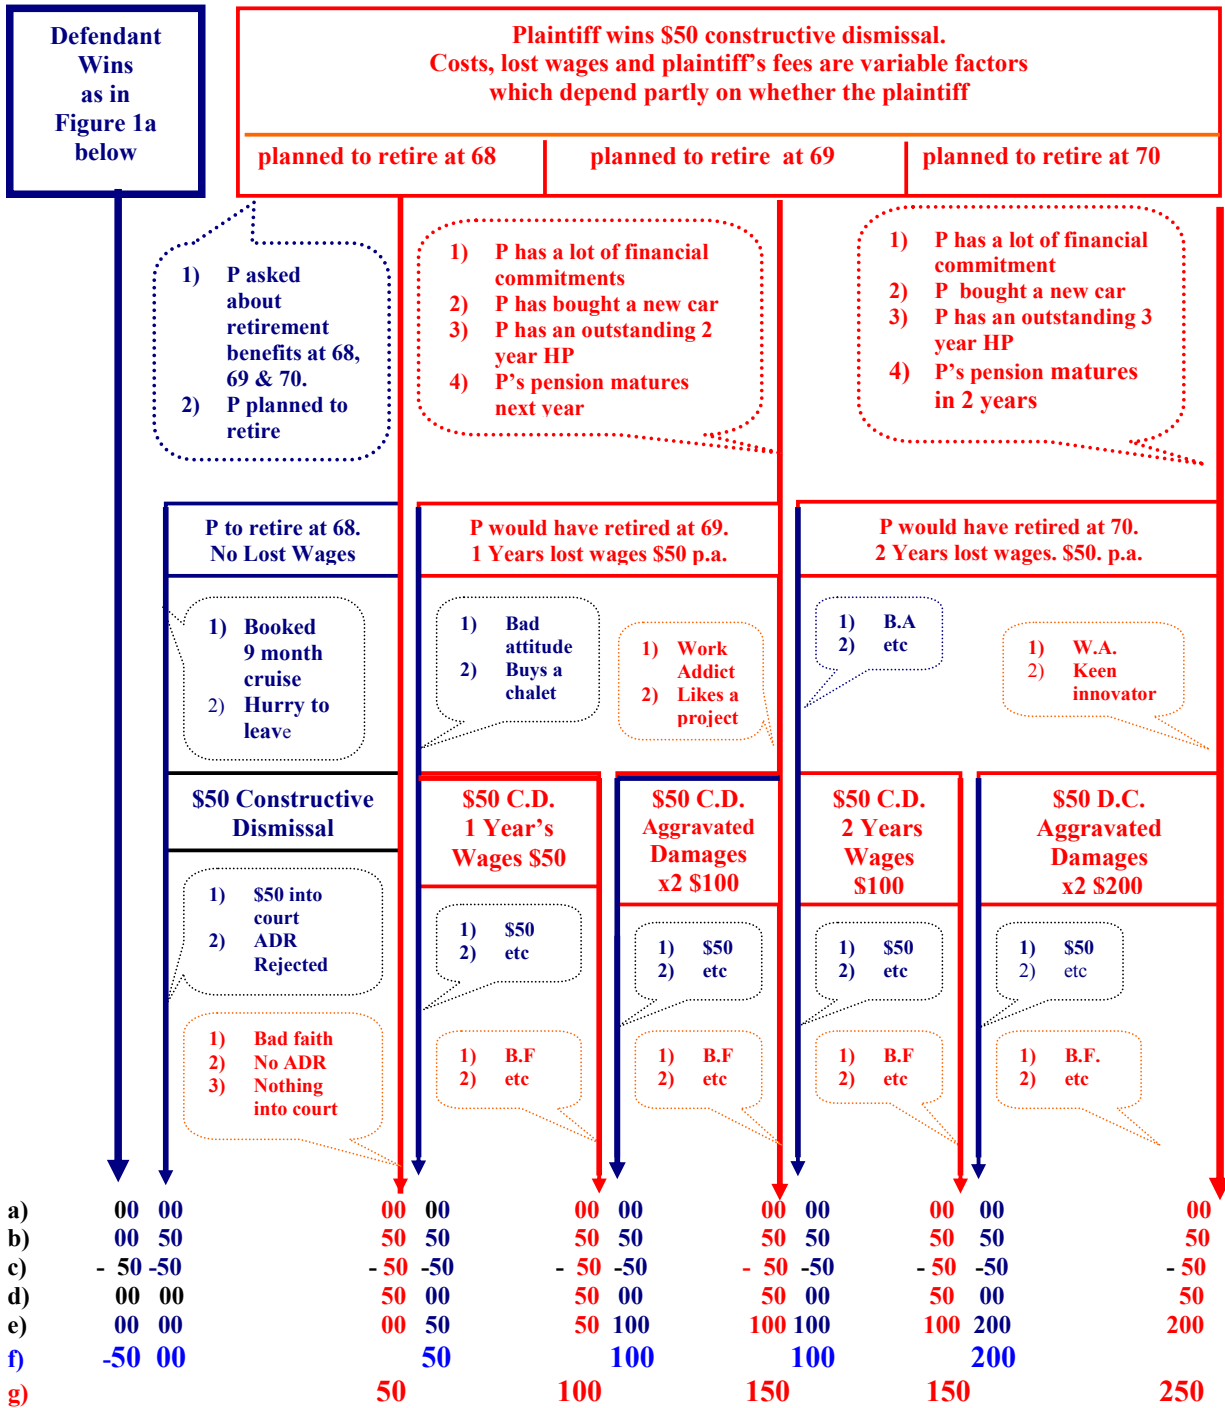 Defendant
Wins
as in
Figure 1a
below
Plaintiff wins $50 constructive dismissal.
Costs, lost wages and plaintiff's fees are variable factors
which depend partly on whether the plaintiff
planned to retire at 68
planned to retire at 69
planned to retire at 70
1) P asked
about
retirement
benefits at 68,
69 & 70.
2) P planned to
retire
1) P has a lot of financial
commitments
2) P has bought a new car
3) P has an outstanding 2
year HP
4) P's pension matures
next year
1) P has a lot of financial
commitment
2) P bought a new car
3) P has an outstanding 3
year HP
4) P's pension matures
in 2 years
P to retire at 68.
No Lost Wages
P would have retired at 69.
1 Years lost wages $50 p.a.
P would have retired at 70.
2 Years lost wages. $50. p.a.
1) Booked
9 month
cruise
2) Hurry to
leave
1) Bad
attitude
2) Buys a
chalet
1) Work
Addict
2) Likes a
project
1) B.A
2) etc
1) W.A.
2) Keen
innovator
$50 Constructive
Dismissal
$50 C.D.
1 Year's
Wages $50
$50 C.D.
Aggravated
Damages
x2 $100
$50 C.D.
2 Years
Wages
$100
$50 D.C.
Aggravated
Damages
x2 $200
1) $50 into
court
2) ADR
Rejected
1) $50
2) etc
1) $50
2) etc
1) $50
2) etc
1) $50
2) etc
1) Bad faith
2) No ADR
3) Nothing
into court
1) B.F
2) etc
1) B.F
2) etc
1) B.F
2) etc
1) B.F.
2) etc
a) 00 00 00 00 00 00 00 00 00 00
b) 00 50 50 50 50 50 50 50 50 50 50
c) - 50 -50 - 50 -50 - 50 -50 - 50 -50 - 50 -50 - 50
d) 00 00 50 00 50 00 50 00 50 00 50
e) 00 00 00 50 50 100 100 100 100 200 200
f) -50 00 50 100 100 200
g) 50 100 150 150 250